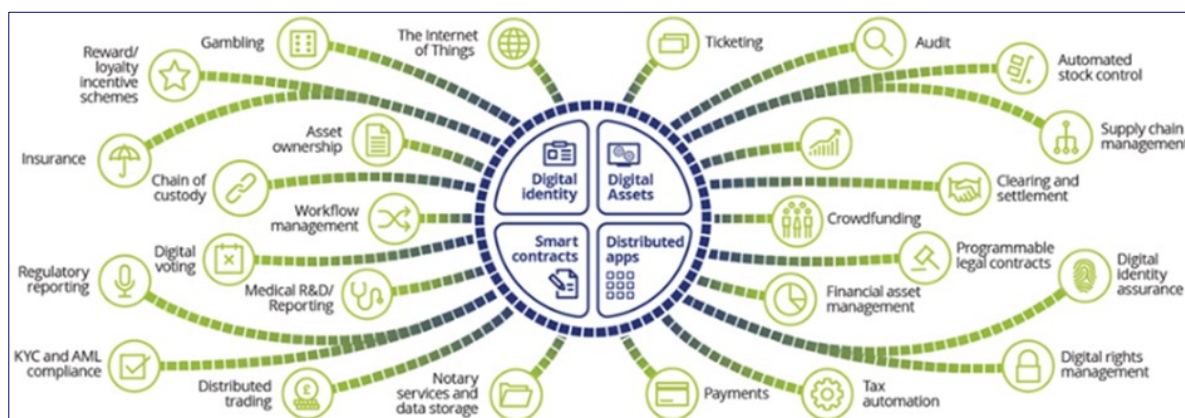 Gambling
The Internet
of Things
Ticketing
Audit
Reward/
loyalty
incentive
schemes
Automated
stock control
Insurance
Asset
ownership
Supply chain
management
Chain of
custody
Digital
identity
Digital
Assets
Clearing and
settlement
Workflow
management
Crowdfunding
Digital
voting
Smart
contracts
Distributed
apps
Programmable
legal contracts
Regulatory
reporting
Medical R&D/
Reporting
Financial asset
management
Digital
identity
assurance
KYC and AML
compliance
Distributed
trading
£
Notary
services and
data storage
Payments
Tax
automation
Digital rights
management